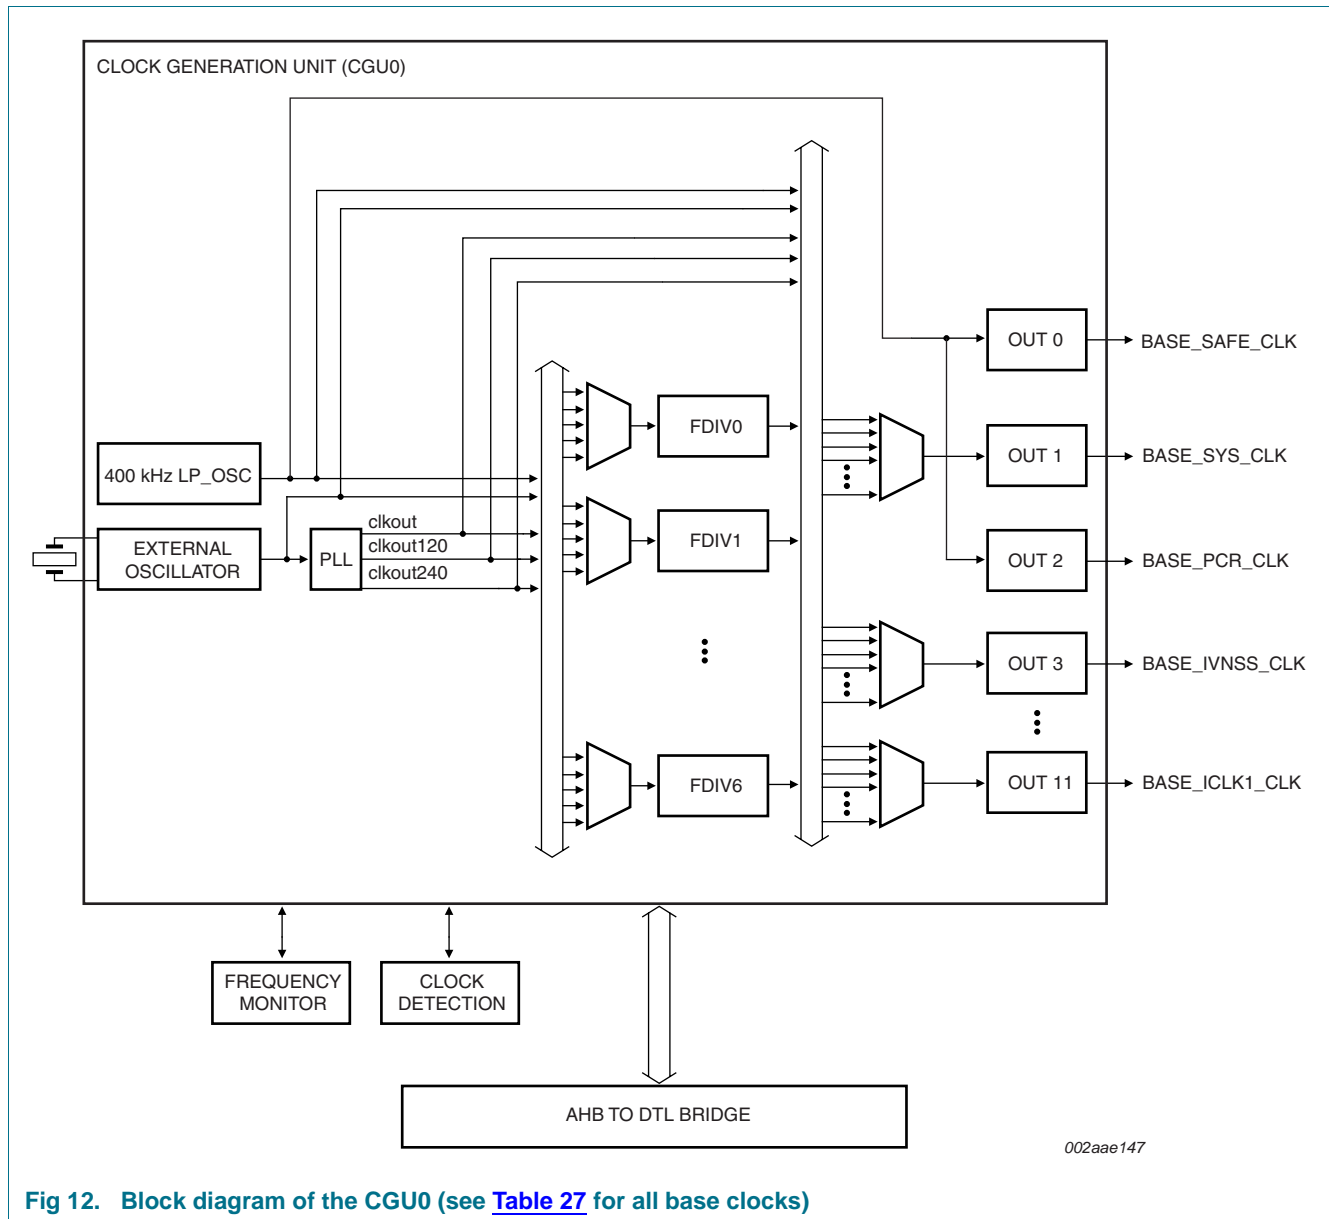 CLOCK GENERATION UNIT (CGU0)
400 kHz LP_OSC
EXTERNAL
OSCILLATOR
PLL
clkout
clkout120
clkout240
FDIV0
FDIV1
FDIV6
OUT 0
BASE_SAFE_CLK
OUT 1
BASE_SYS_CLK
OUT 2
BASE_PCR_CLK
OUT 3
BASE_IVNSS_CLK
OUT 11
BASE_ICLK1_CLK
FREQUENCY
MONITOR
CLOCK
DETECTION
AHB TO DTL BRIDGE
002aae147
Fig 12. Block diagram of the CGU0 (see Table 27 for all base clocks)